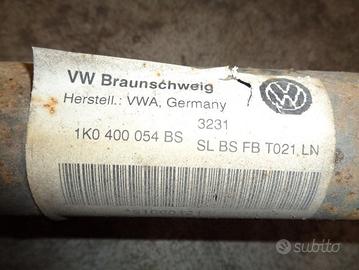 VW Braunschweig
Herstell.: VWA, Germany
3231
1K0 400 054 BS SL BS FB T021, LN
subito